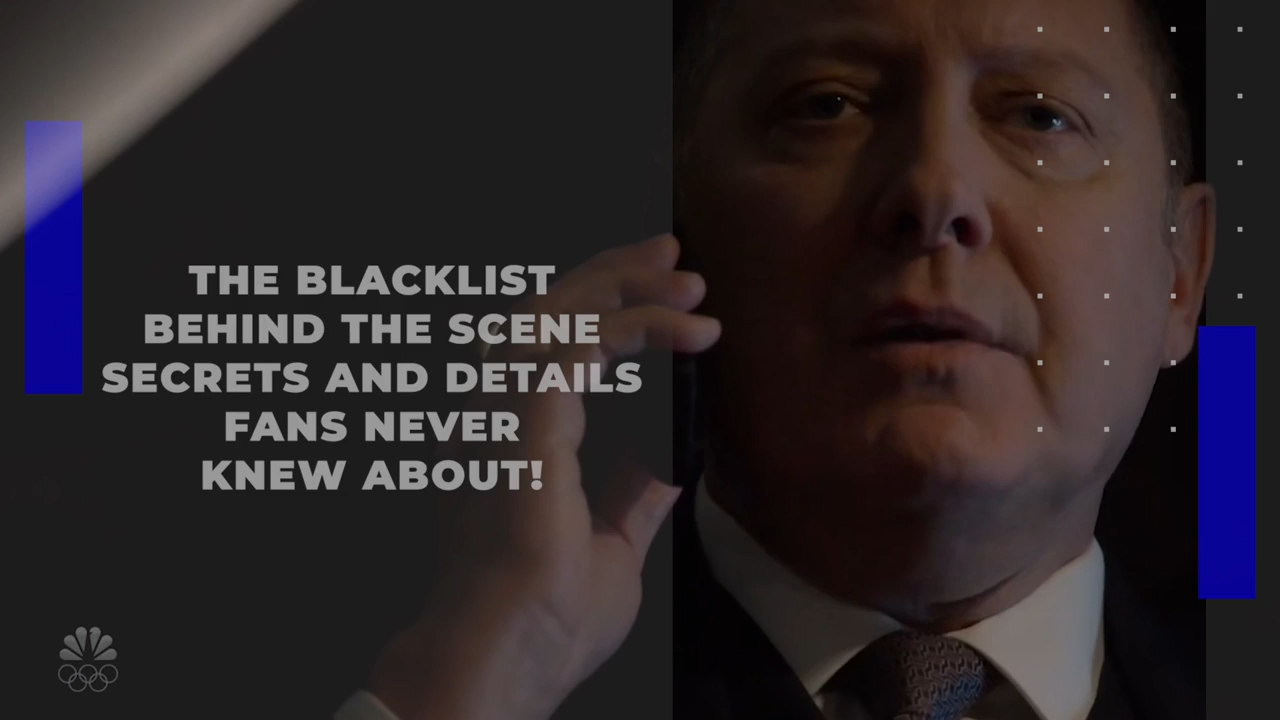 THE BLACKLIST
BEHIND THE SCENE
SECRETS AND DETAILS
FANS NEVER
KNEW ABOUT!